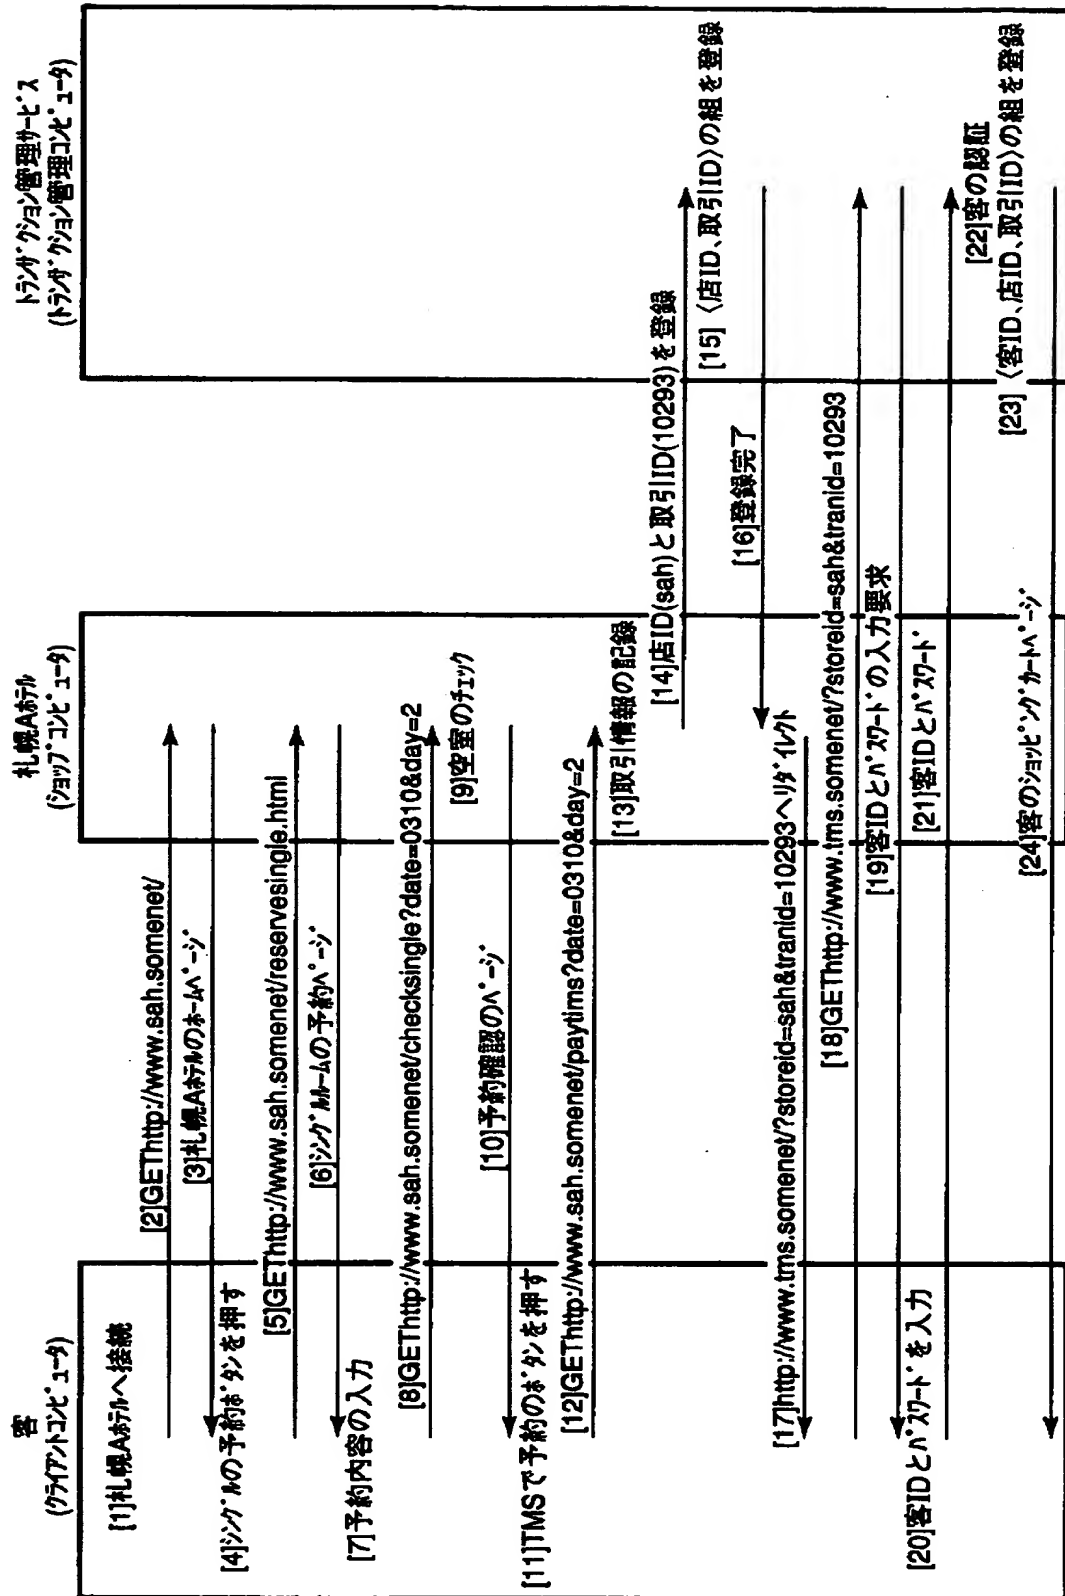 客
(クライアントコンピュータ)
札幌Aホテル
(ショップコンピュータ)
トランザクション管理サービス
(トランザクション管理コンピュータ)
[1]札幌Aホテルへ接続
[2]GEThttp://www.sah.somenet/
[3]札幌Aホテルのホームページ
[4]シングルの予約ボタンを押す
[5]GEThttp://www.sah.somenet/reservesingle.html
[6]シングルルームの予約ページ
[7]予約内容の入力
[8]GEThttp://www.sah.somenet/checksingle?date=0310&day=2
[9]空室のチェック
[10]予約確認のページ
[11]TMSで予約のボタンを押す
[12]GEThttp://www.sah.somenet/paytims?date=0310&day=2
[13]取引情報の記録
[14]店ID(sah)と取引ID(10293)を登録
[15]〈店ID、取引ID〉の組を登録
[16]登録完了
[17]http://www.tms.somenet/?storeid=sah&tranid=10293へリダイレクト
[18]GEThttp://www.tms.somenet/?storeid=sah&tranid=10293
[19]客IDとパスワードの入力要求
[20]客IDとパスワードを入力
[21]客IDとパスワード
[22]客の認証
[23]〈客ID、店ID、取引ID〉の組を登録
[24]客のショッピングカートページ